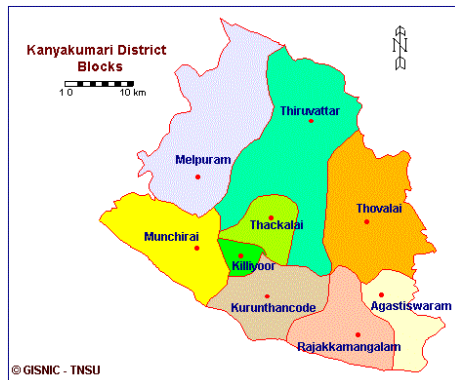 Kanyakumari District
Blocks
1 0 10 km
N
Thiruvattar
Melpuram
Thackalai
Thovalai
Munchirai
Killiyoor
Kurunthancode
Agastiswaram
Rajakkamangalam
© GISNIC - TNSU